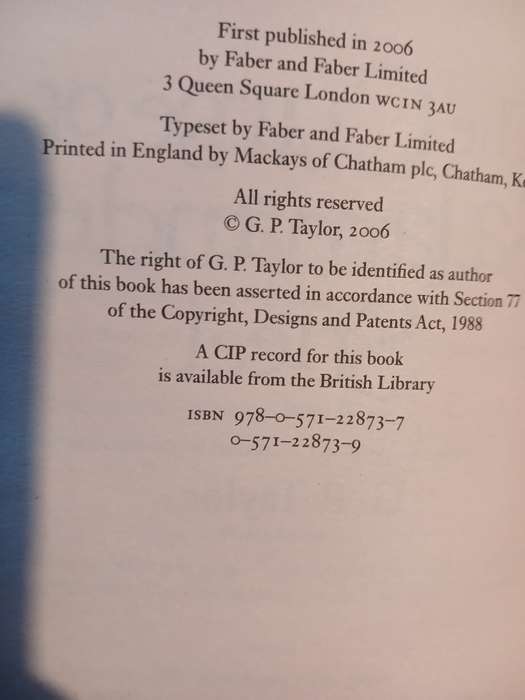 First published in 2006
by Faber and Faber Limited
3 Queen Square London WC1N 3AU
Typeset by Faber and Faber Limited
Printed in England by Mackays of Chatham plc, Chatham, Ke
All rights reserved
© G. P. Taylor, 2006
The right of G. P. Taylor to be identified as author
of this book has been asserted in accordance with Section 77
of the Copyright, Designs and Patents Act, 1988
A CIP record for this book
is available from the British Library
ISBN 978–0–571–22873–7
0–571–22873–9